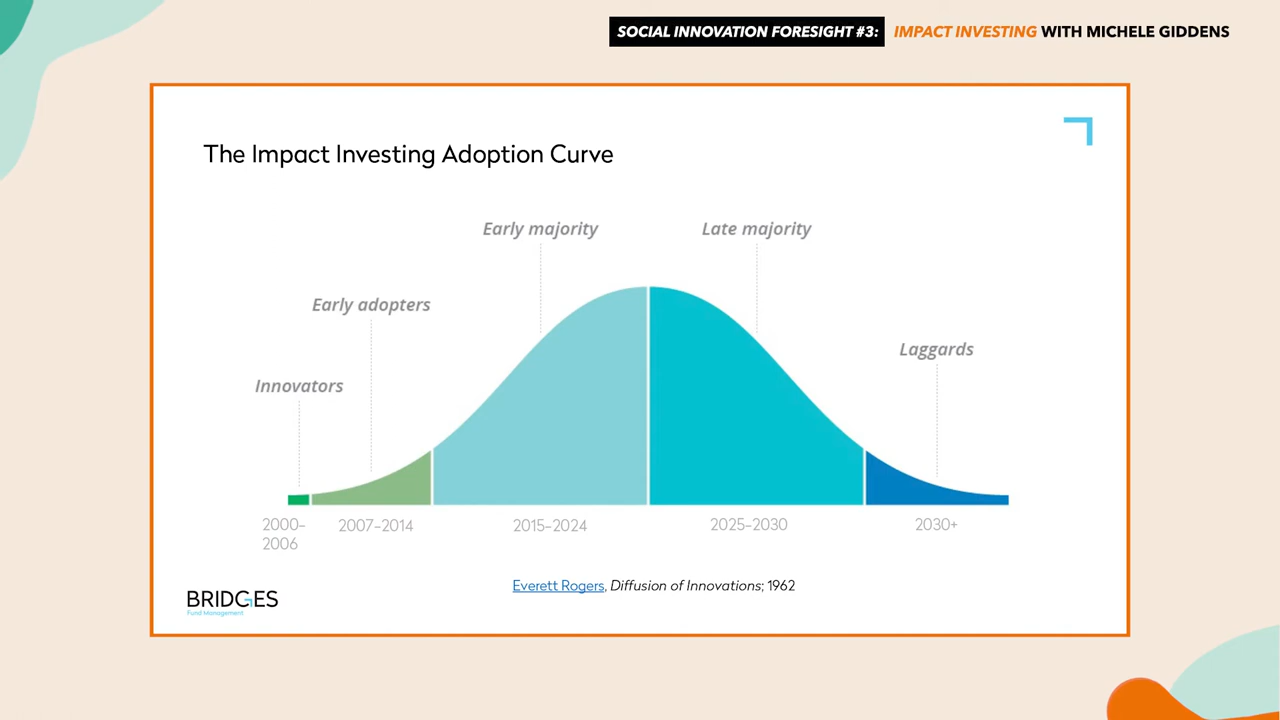 SOCIAL INNOVATION FORESIGHT #3: IMPACT INVESTING WITH MICHELE GIDDENS
The Impact Investing Adoption Curve
Early majority
Late majority
Early adopters
Laggards
Innovators
2000–
2006
2007–2014
2015–2024
2025–2030
2030+
Everett Rogers, Diffusion of Innovations; 1962
BRIDGES
Fund Management